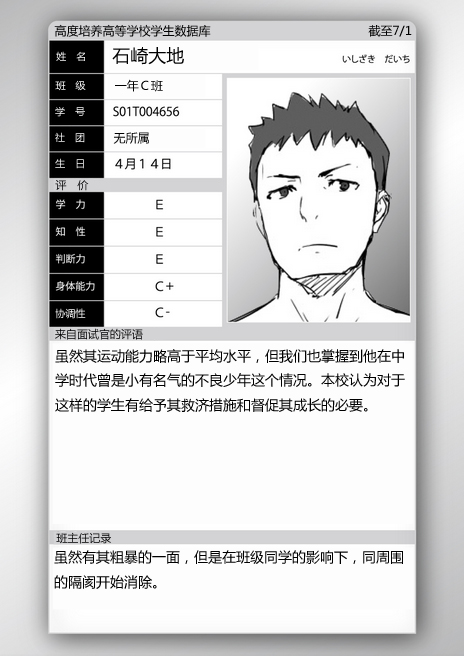 高度培养高等学校学生数据库 截至7/1
姓 名 石崎大地 いしざき だいち
班 级 一年C班
学 号 S01T004656
社 团 无所属
生 日 4月14日
评 价
学 力 E
知 性 E
判断力 E
身体能力 C+
协调性 C-
来自面试官的评语
虽然其运动能力略高于平均水平，但我们也掌握到他在中
学时代曾是小有名气的不良少年这个情况。本校认为对于
这样的学生有给予其救济措施和督促其成长的必要。
班主任记录
虽然有其粗暴的一面，但是在班级同学的影响下，同周围
的隔阂开始消除。